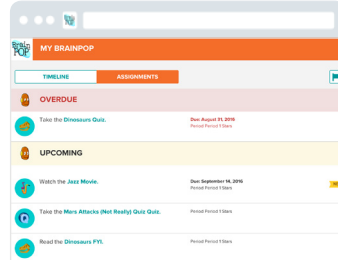 Brain
POP
MY BRAINPOP
TIMELINE
ASSIGNMENTS
OVERDUE
Take the Dinosaurs Quiz.
Due: August 31, 2016
Period Period 1 Stars
UPCOMING
Watch the Jazz Movie.
Due: September 14, 2016
Period Period 1 Stars
Take the Mars Attacks (Not Really) Quiz Quiz.
Period Period 1 Stars
Read the Dinosaurs FYI.
Period Period 1 Stars